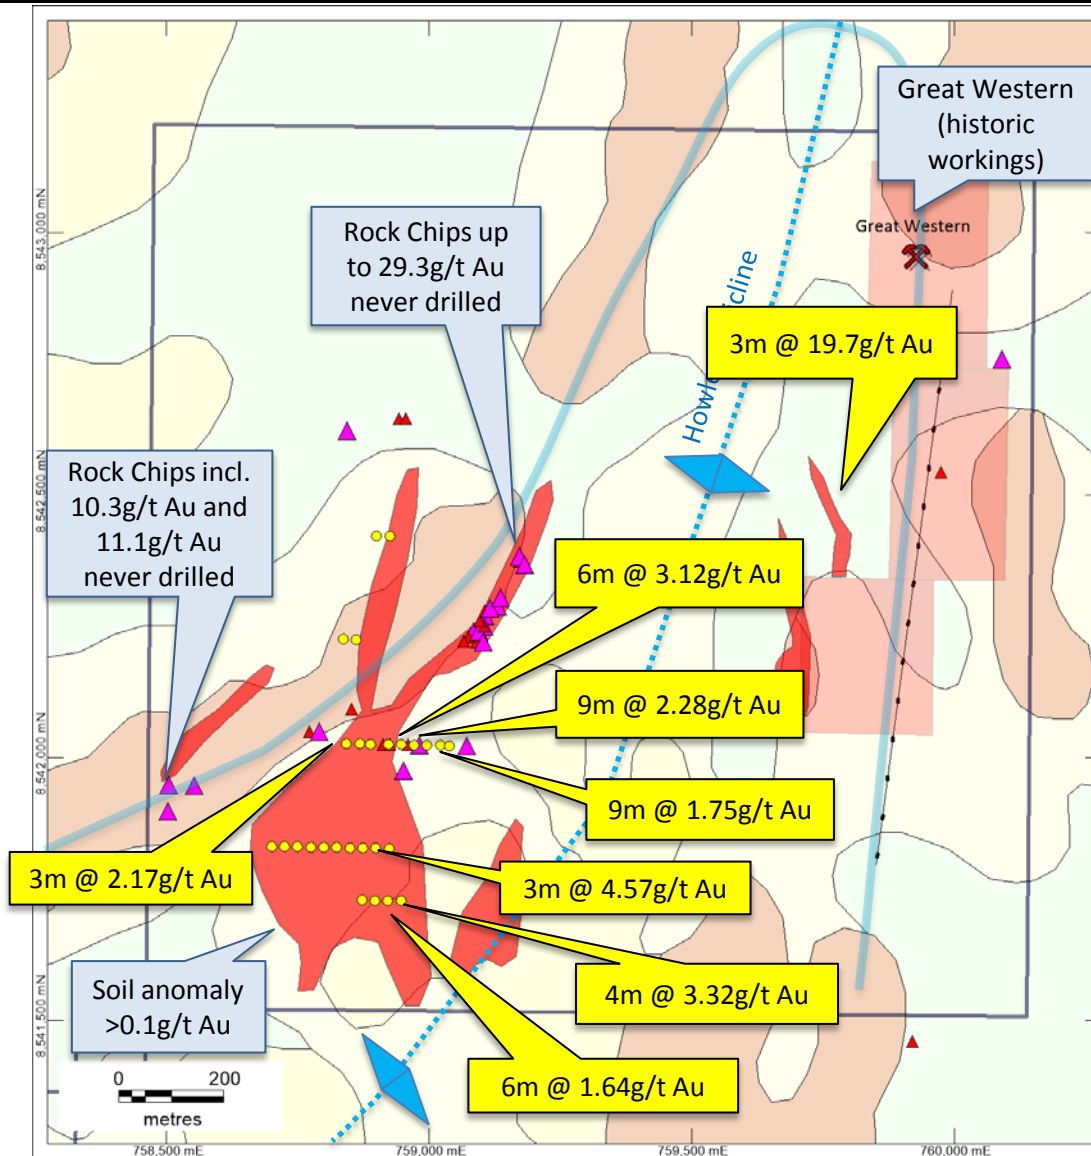 Great Western
(historic
workings)
8,543,000 mN
Rock Chips up
to 29.3g/t Au
never drilled
Great Western
3m @ 19.7g/t Au
8,542,500 mN
Rock Chips incl.
10.3g/t Au and
11.1g/t Au
never drilled
6m @ 3.12g/t Au
9m @ 2.28g/t Au
8,542,000 mN
9m @ 1.75g/t Au
3m @ 2.17g/t Au
3m @ 4.57g/t Au
Soil anomaly
>0.1g/t Au
4m @ 3.32g/t Au
8,541,500 mN
6m @ 1.64g/t Au
0 200
metres
758,500 mE 759,000 mE 759,500 mE 760,000 mE